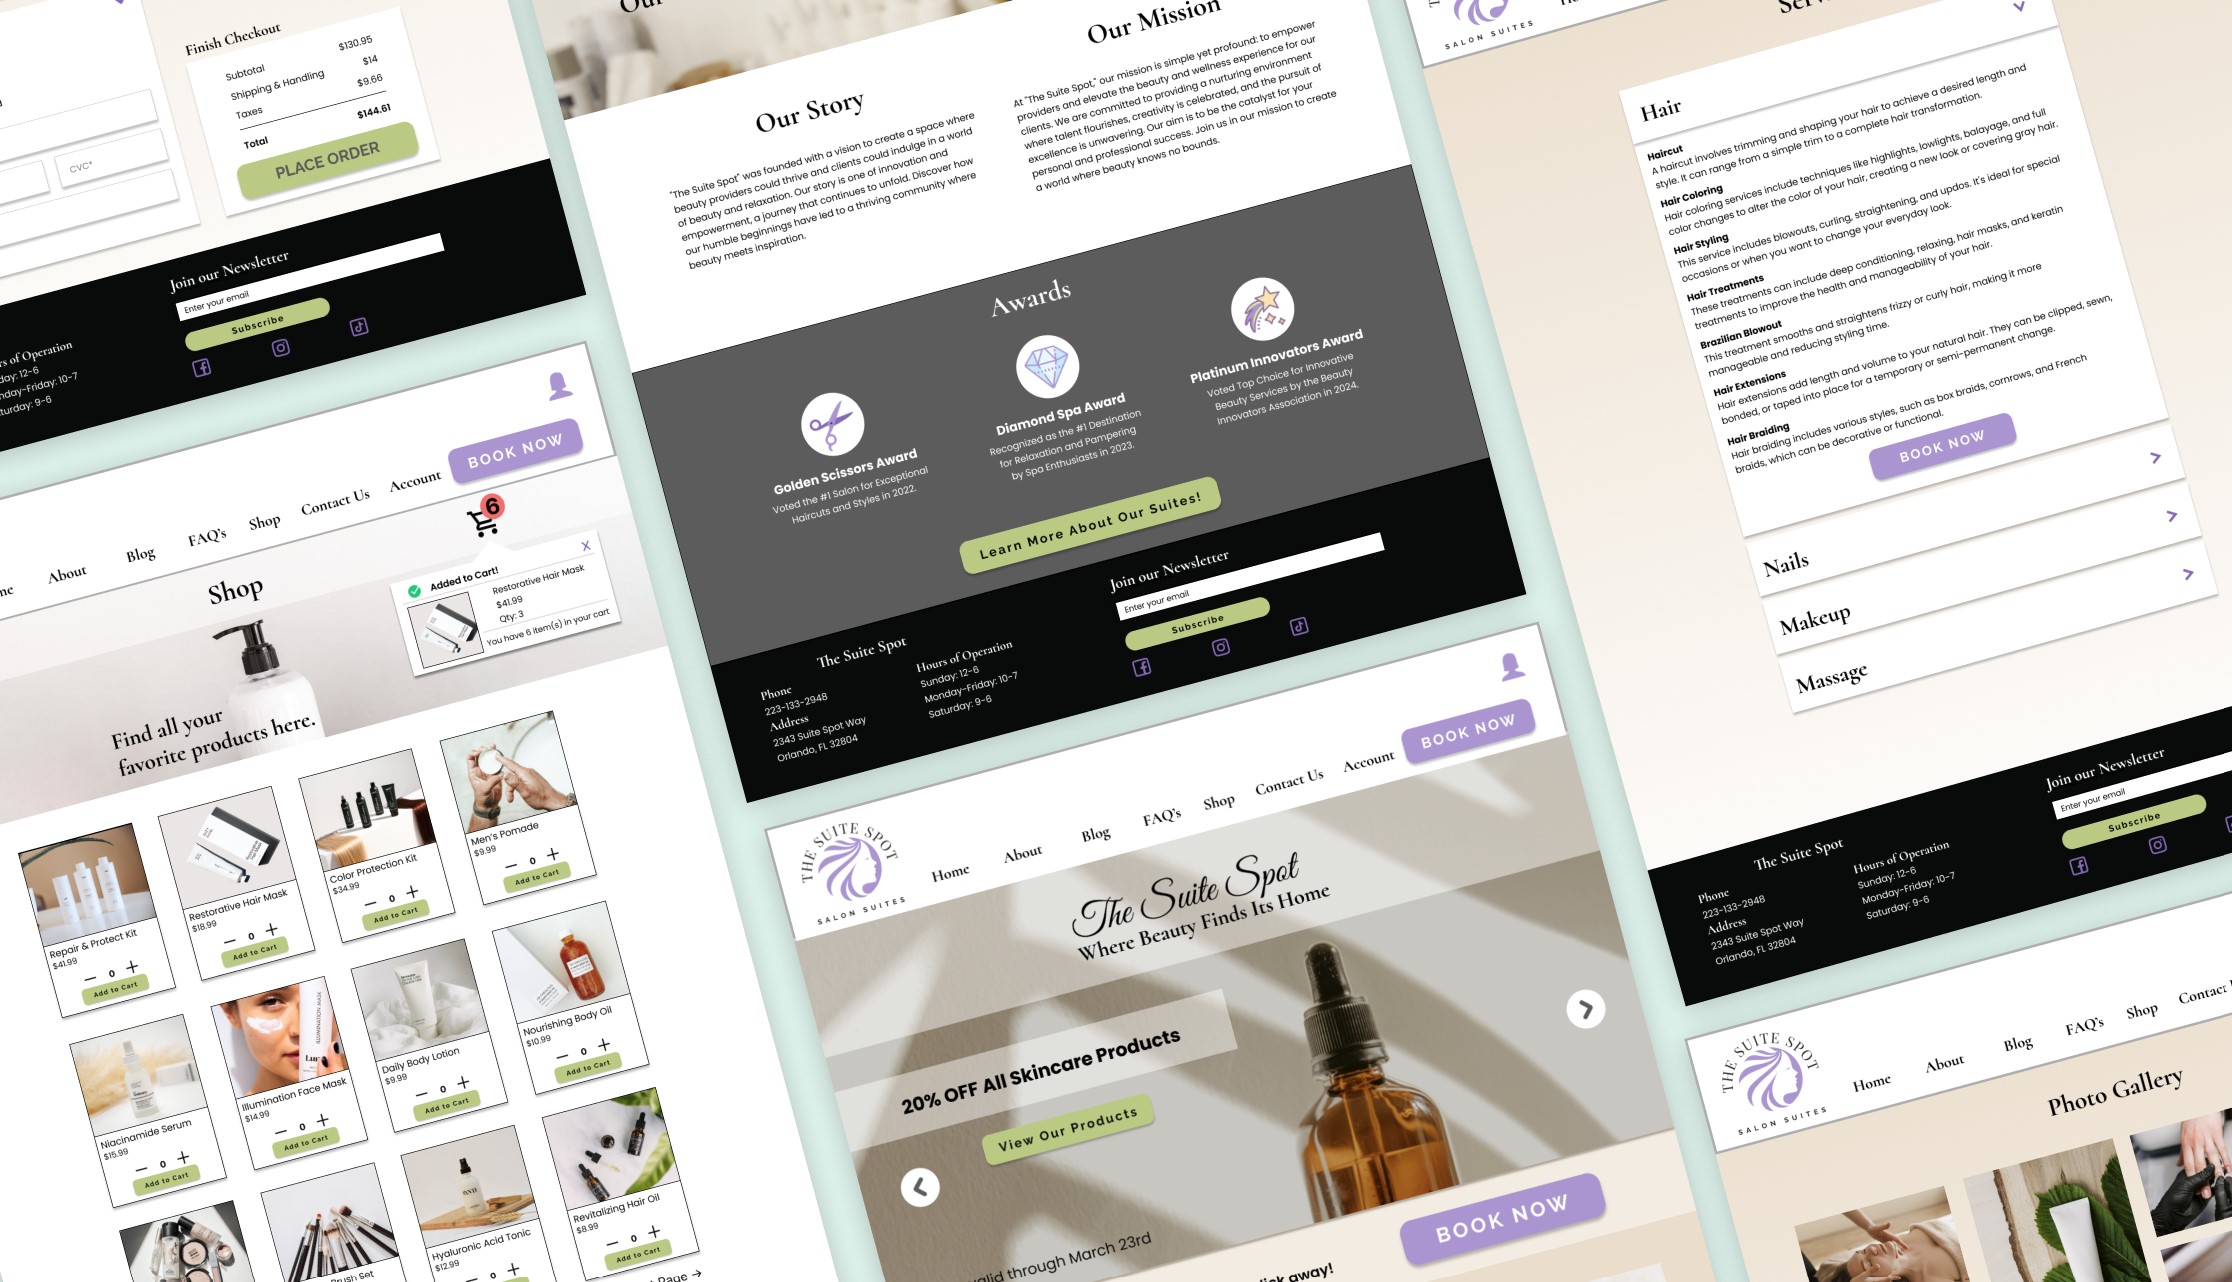 Finish Checkout
Subtotal $130.95
Shipping & Handling $14
Taxes $9.66
Total $144.61
PLACE ORDER
CVC*
Join our Newsletter
Enter your email
Subscribe
of Operation
12-6
Friday: 10-7
9-6
BOOK NOW
About
Blog
FAQ's
Shop
Contact Us
Account
6
Shop
X
Added to Cart!
Restorative Hair Mask
$41.99
Qty: 3
You have 6 item(s) in your cart
Find all your
favorite products here.
Repair & Protect Kit
$41.99
0
Add to Cart
Restorative Hair Mask
$18.99
0
Add to Cart
Color Protection Kit
$34.99
0
Add to Cart
Men's Pomade
$9.99
0
Add to Cart
Niacinamide Serum
$15.99
0
Add to Cart
Illumination Face Mask
$14.99
0
Add to Cart
Daily Body Lotion
$9.99
0
Add to Cart
Nourishing Body Oil
$10.99
0
Add to Cart
Brush Set
Hyaluronic Acid Tonic
$12.99
0
Add to Cart
Revitalizing Hair Oil
$8.99
0
Add to Cart
Page →
Our Story
"The Suite Spot" was founded with a vision to create a space where
beauty providers could thrive and clients could indulge in a world
of beauty and relaxation. Our story is one of innovation and
empowerment, a journey that continues to unfold. Discover how
our humble beginnings have led to a thriving community where
beauty meets inspiration.
Our Mission
At "The Suite Spot," our mission is simple yet profound: to empower
providers and elevate the beauty and wellness experience for our
clients. We are committed to providing a nurturing environment
where talent flourishes, creativity is celebrated, and the pursuit of
excellence is unwavering. Our aim is to be the catalyst for your
personal and professional success. Join us in our mission to create
a world where beauty knows no bounds.
Awards
Golden Scissors Award
Voted the #1 Salon for Exceptional
Haircuts and Styles in 2022.
Diamond Spa Award
Recognized as the #1 Destination
for Relaxation and Pampering
by Spa Enthusiasts in 2023.
Platinum Innovators Award
Voted Top Choice for Innovative
Beauty Services by the Beauty
Innovators Association in 2024.
Learn More About Our Suites!
The Suite Spot
Phone
223-133-2948
Address
2343 Suite Spot Way
Orlando, FL 32804
Hours of Operation
Sunday: 12-6
Monday-Friday: 10-7
Saturday: 9-6
Join our Newsletter
Enter your email
Subscribe
THE SUITE SPOT
SALON SUITES
Home
About
Blog
FAQ's
Shop
Contact Us
Account
BOOK NOW
The Suite Spot
Where Beauty Finds Its Home
20% OFF All Skincare Products
View Our Products
valid through March 23rd
BOOK NOW
click away!
SALON SUITES
Hair
Haircut
A haircut involves trimming and shaping your hair to achieve a desired length and
style. It can range from a simple trim to a complete hair transformation.
Hair Coloring
Hair coloring services include techniques like highlights, lowlights, balayage, and full
color changes to alter the color of your hair, creating a new look or covering gray hair.
Hair Styling
This service includes blowouts, curling, straightening, and updos. It's ideal for special
occasions or when you want to change your everyday look.
Hair Treatments
These treatments can include deep conditioning, relaxing, hair masks, and keratin
treatments to improve the health and manageability of your hair.
Brazilian Blowout
This treatment smooths and straightens frizzy or curly hair, making it more
manageable and reducing styling time.
Hair Extensions
Hair extensions add length and volume to your natural hair. They can be clipped, sewn,
bonded, or taped into place for a temporary or semi-permanent change.
Hair Braiding
Hair braiding includes various styles, such as box braids, cornrows, and French
braids, which can be decorative or functional.
BOOK NOW
Nails
Makeup
Massage
The Suite Spot
Phone
223-133-2948
Address
2343 Suite Spot Way
Orlando, FL 32804
Hours of Operation
Sunday: 12-6
Monday-Friday: 10-7
Saturday: 9-6
Join our Newsletter
Enter your email
Subscribe
THE SUITE SPOT
SALON SUITES
Home
About
Blog
FAQ's
Shop
Contact
Photo Gallery